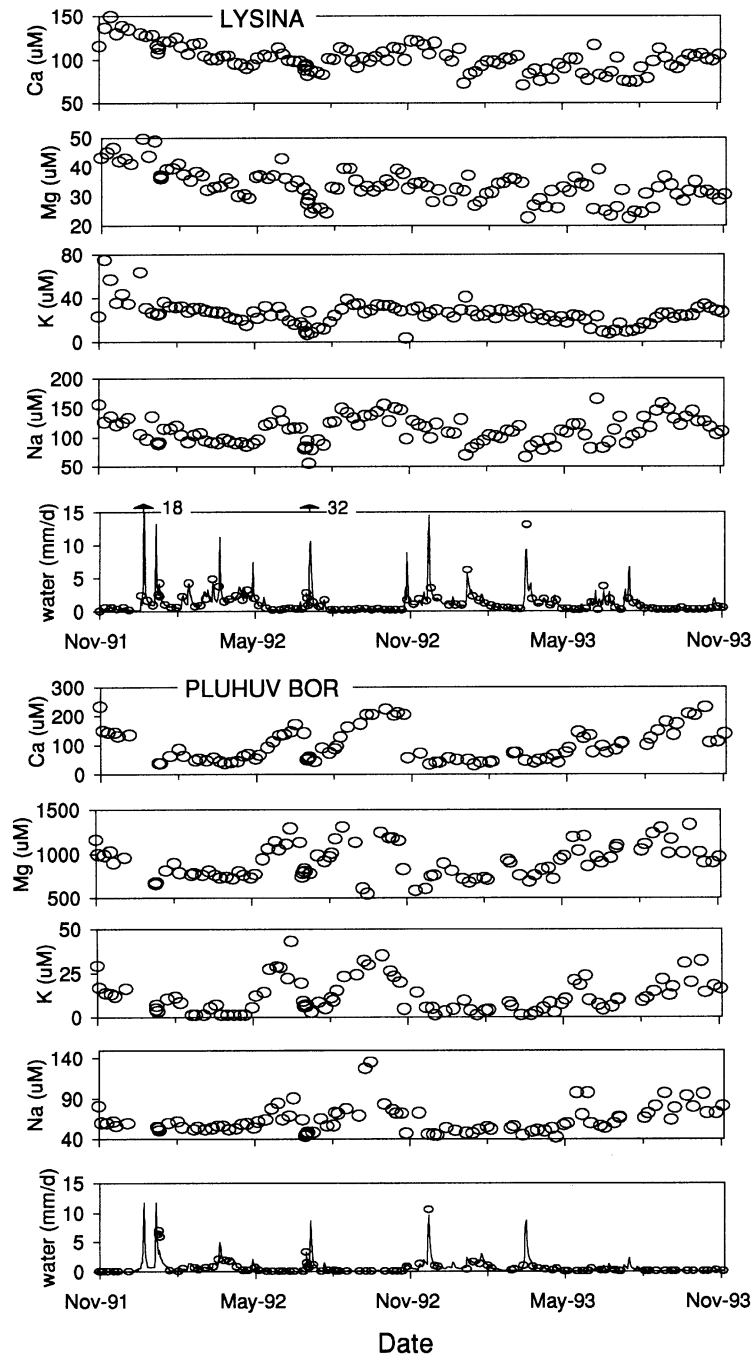 LYSINA
150
100
50
Ca (uM)
50
40
30
20
Mg (uM)
80
40
0
K (uM)
200
150
100
50
Na (uM)
18
32
15
10
5
0
water (mm/d)
Nov-91 May-92 Nov-92 May-93 Nov-93
PLUHUV BOR
300
200
100
0
Ca (uM)
1500
1000
500
Mg (uM)
50
25
0
K (uM)
140
90
40
Na (uM)
15
10
5
0
water (mm/d)
Nov-91 May-92 Nov-92 May-93 Nov-93
Date